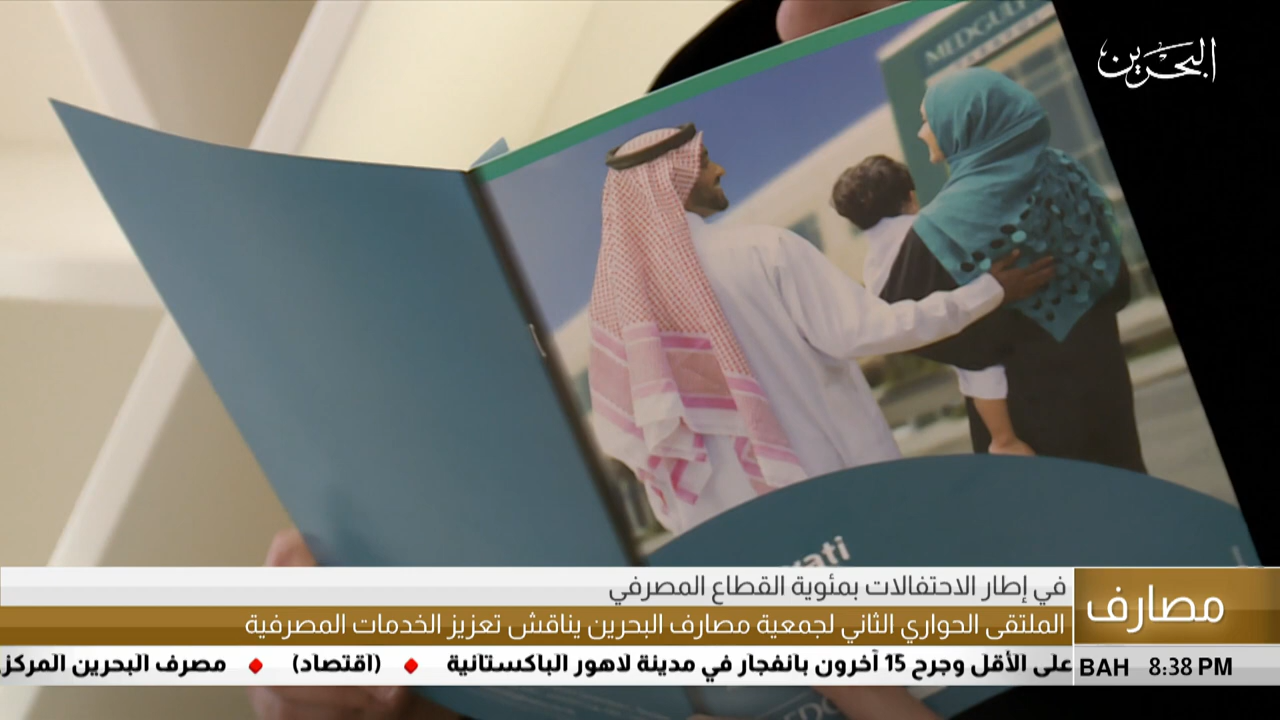 MEDGULF
البحرين
في إطار الاحتفالات بمئوية القطاع المصرفي
مصارف
الملتقى الحواري الثاني لجمعية مصارف البحرين يناقش تعزيز الخدمات المصرفية
على الأقل وجرح 15 آخرون بانفجار في مدينة لاهور الباكستانية ♦ (اقتصاد) ♦ مصرف البحرين المركز
BAH 8:38 PM